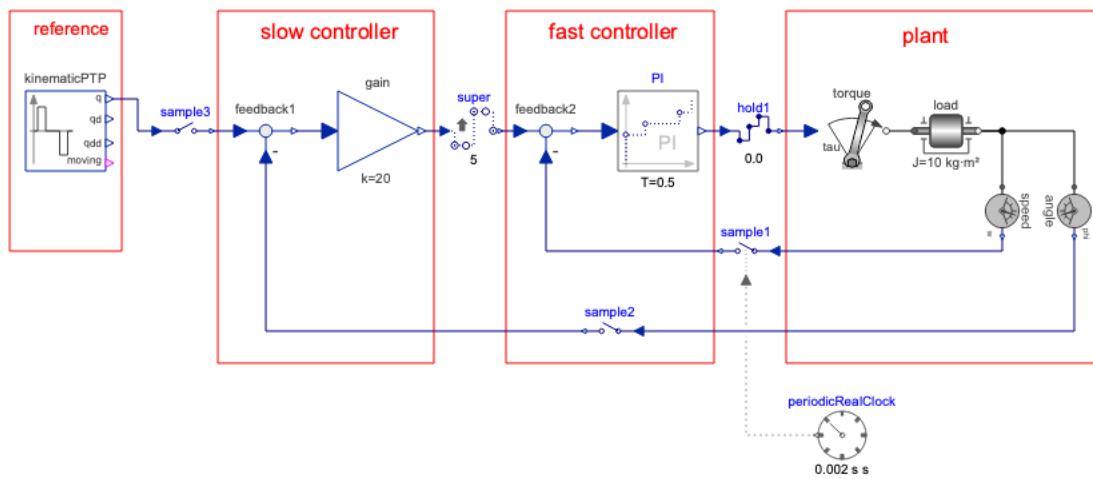 reference
slow controller
fast controller
plant
kinematicPTP
q
qd
qdd
moving
sample3
feedback1
-
gain
k=20
super
5
feedback2
-
PI
PI
T=0.5
hold1
0.0
torque
tau
load
J=10 kg·m²
speed
w
angle
phi
sample1
sample2
periodicRealClock
0.002 s s